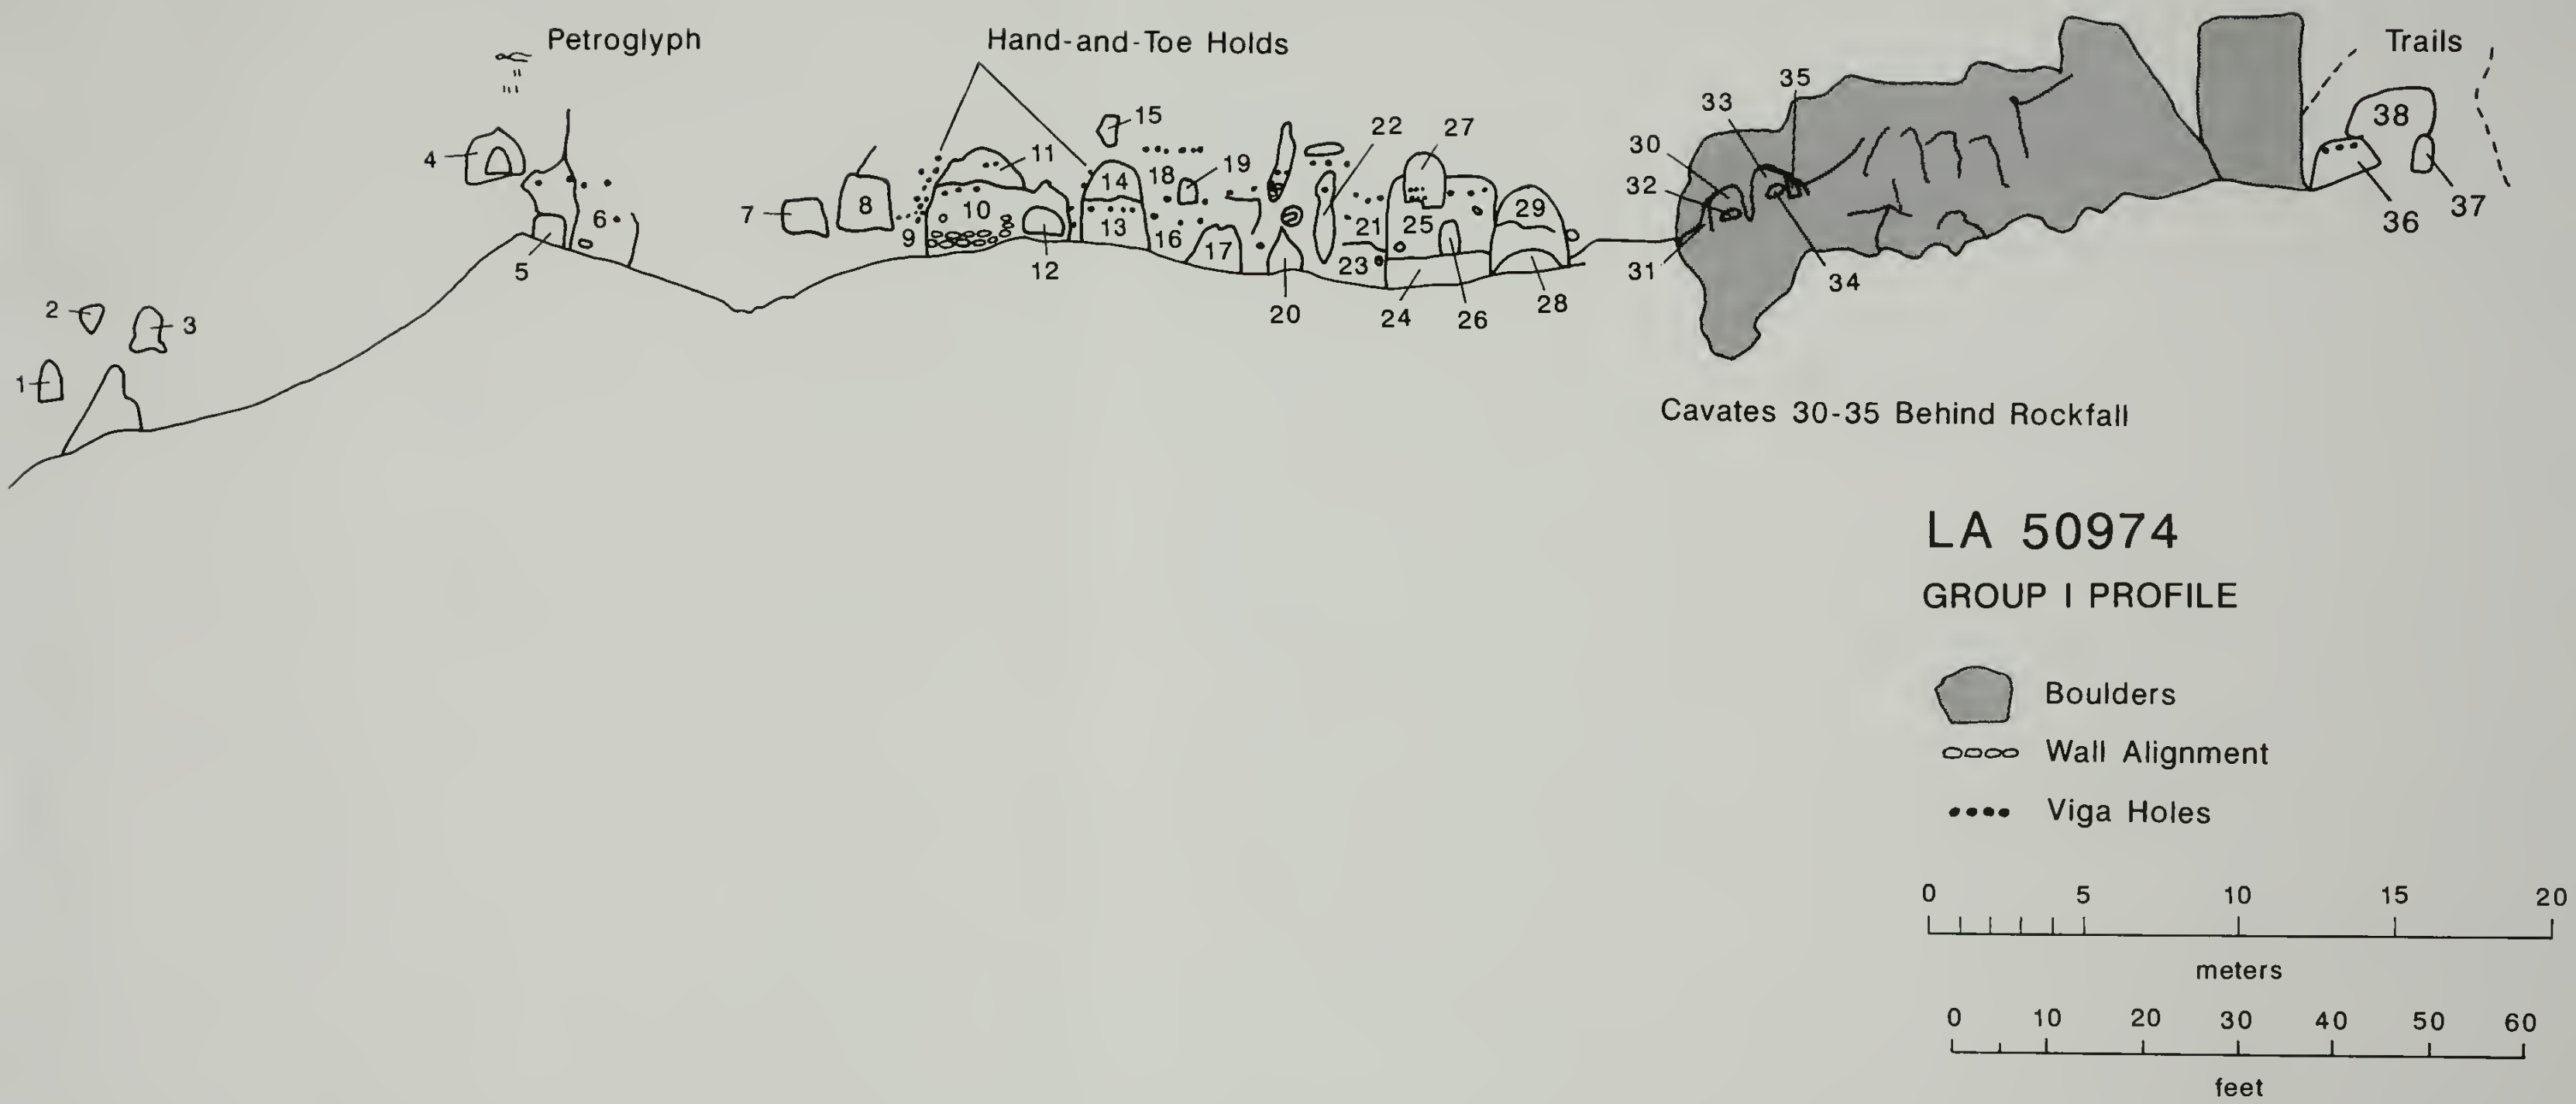 Petroglyph
Hand-and-Toe Holds
Trails
1
2
3
4
5
6
7
8
9
10
11
12
13
14
15
16
17
18
19
20
21
22
23
24
25
26
27
28
29
30
31
32
33
34
35
36
37
38
Cavates 30-35 Behind Rockfall
LA 50974
GROUP I PROFILE
Boulders
Wall Alignment
Viga Holes
0 5 10 15 20
meters
0 10 20 30 40 50 60
feet